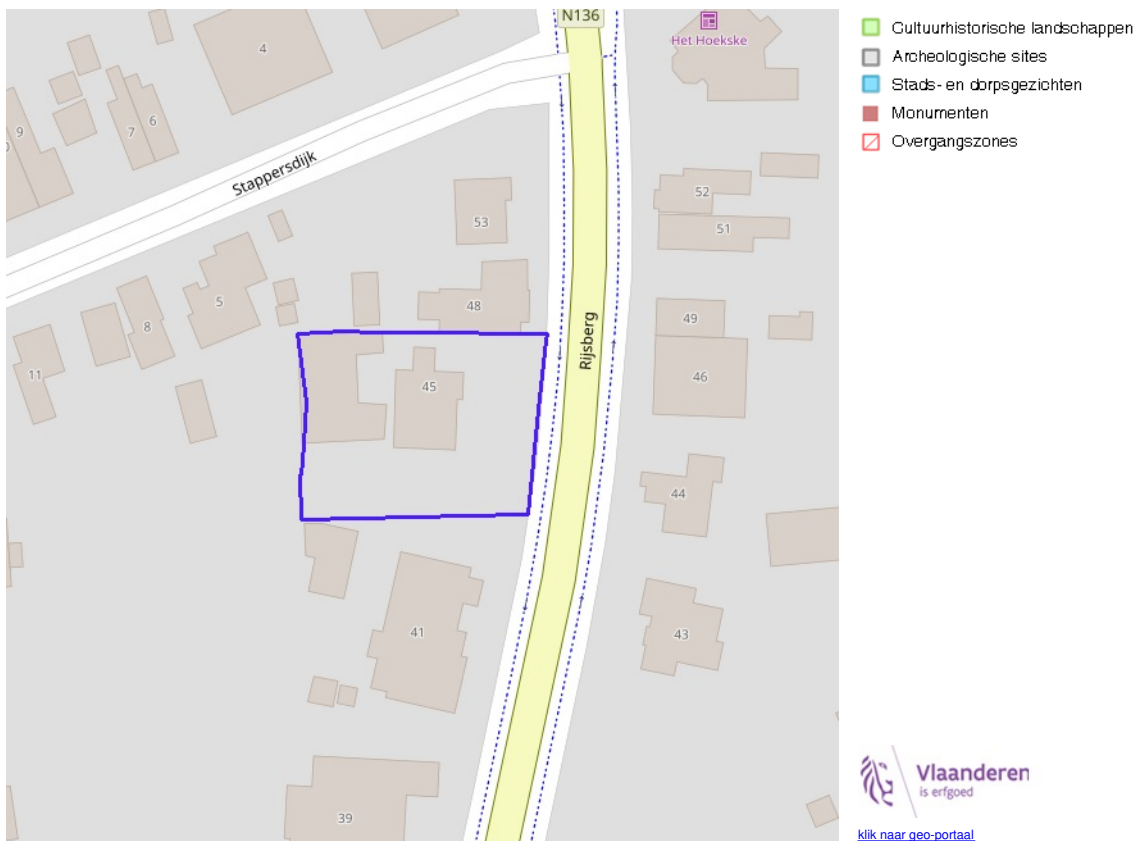 N136
Het Hoekske
4
9
7
6
Stappersdijk
52
53
51
5
48
49
8
Rijsberg
11
45
46
44
41
43
39
Cultuurhistorische landschappen
Archeologische sites
Stads- en dorpsgezichten
Monumenten
Overgangszones
Vlaanderen
is erfgoed
klik naar geo-portaal